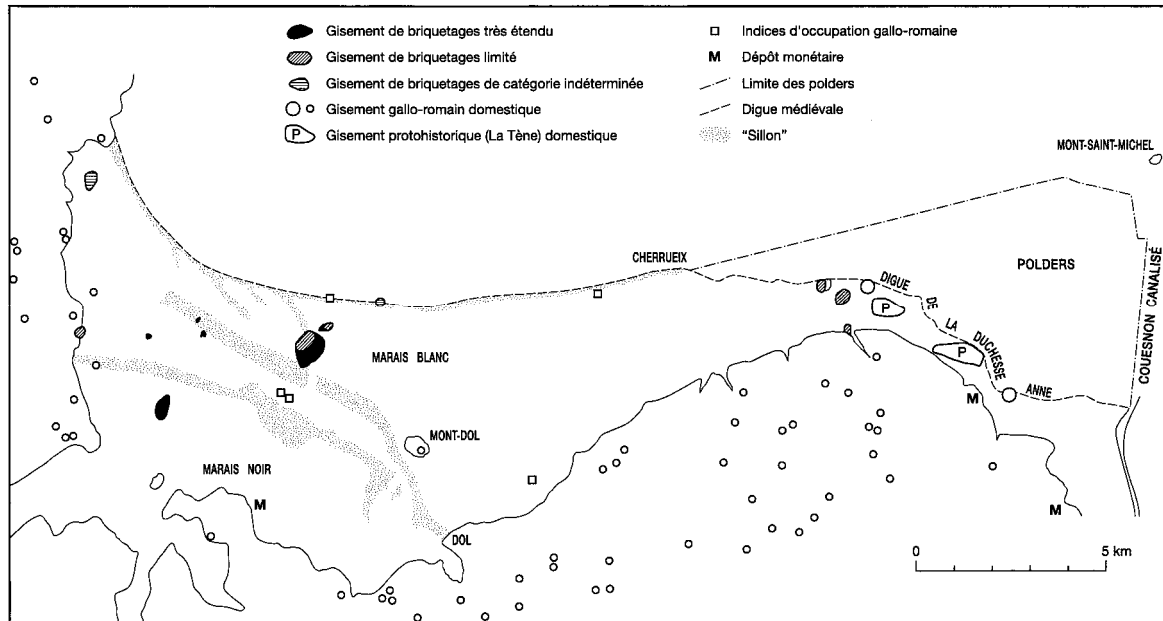 Gisement de briquetages très étendu
Gisement de briquetages limité
Gisement de briquetages de catégorie indéterminée
Gisement gallo-romain domestique
P Gisement protohistorique (La Tène) domestique
Indices d'occupation gallo-romaine
M Dépôt monétaire
Limite des polders
Digue médiévale
"Sillon"
MONT-SAINT-MICHEL
CHERRUEIX
POLDERS
COUESNON CANALISÉ
DIGUE
DE
LA
DUCHESSE
ANNE
P
P
MARAIS BLANC
M
MONT-DOL
MARAIS NOIR
M
M
DOL
0
5 km